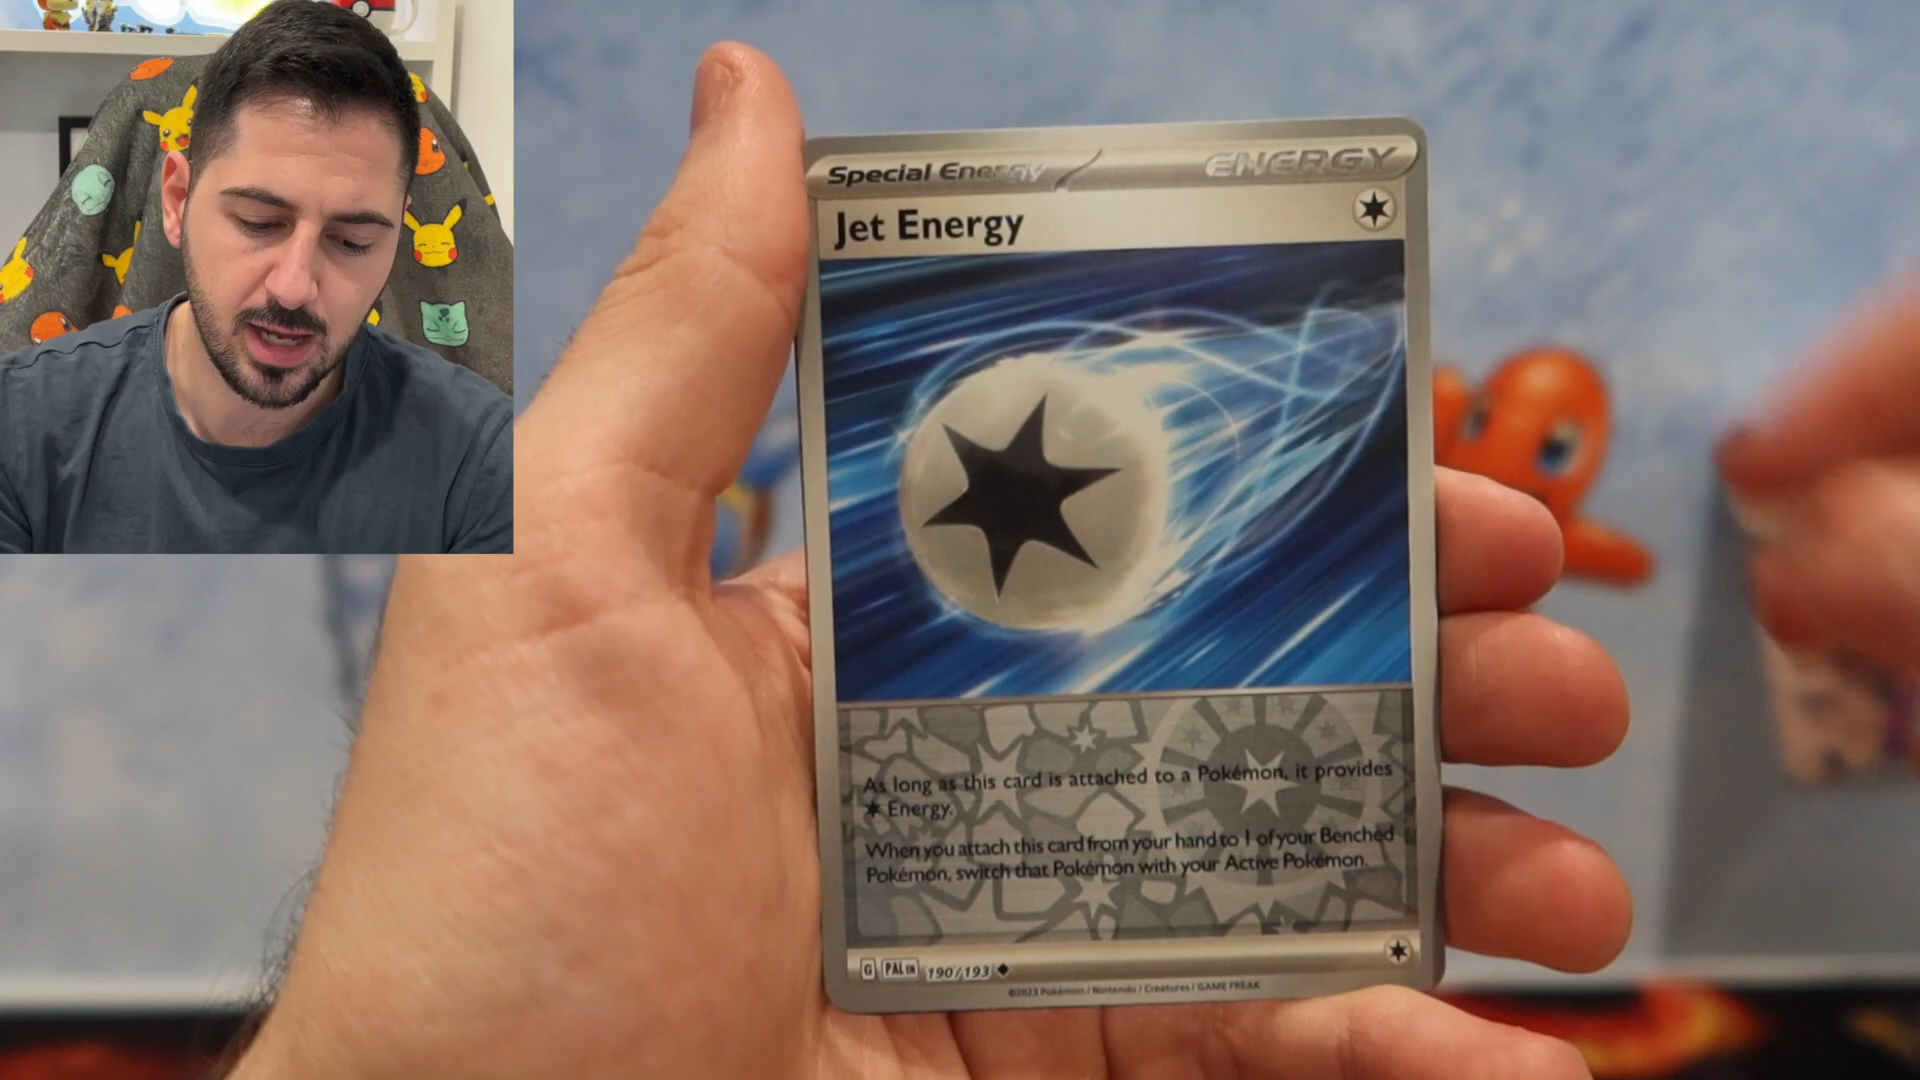 Special Energy
ENERGY
Jet Energy
As long as this card is attached to a Pokémon, it provides
Energy.
When you attach this card from your hand to 1 of your Benched
Pokémon, switch that Pokémon with your Active Pokémon.
G PAL EN 190/193
©2023 Pokémon / Nintendo / Creatures / GAME FREAK